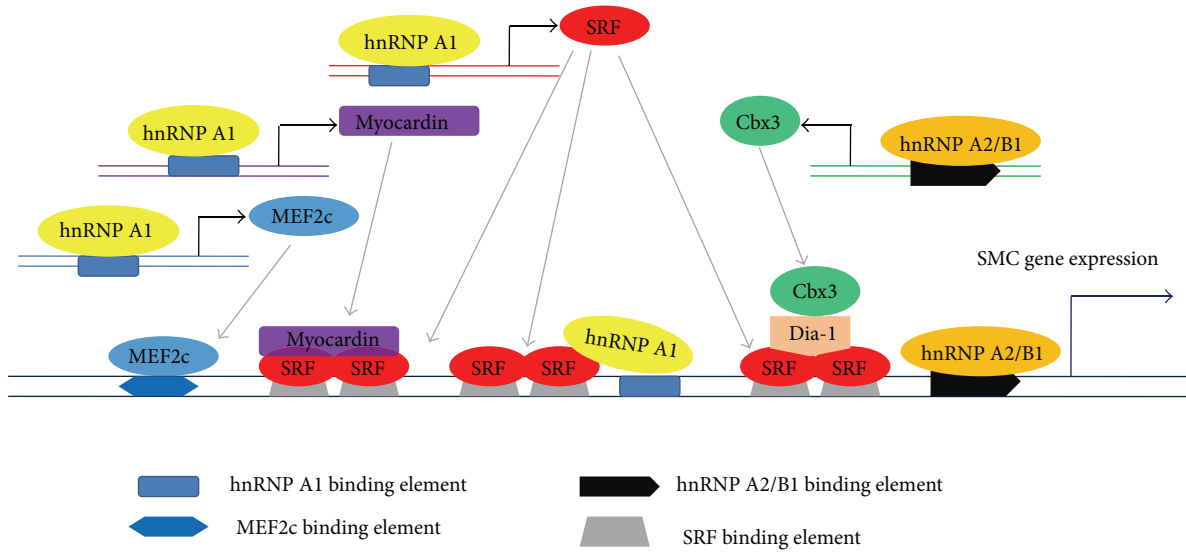 hnRNP A1
SRF
hnRNP A1
Myocardin
Cbx3
hnRNP A2/B1
hnRNP A1
MEF2c
SMC gene expression
Cbx3
Dia-1
MEF2c
Myocardin
SRF
SRF
SRF
SRF
hnRNP A1
SRF
SRF
hnRNP A2/B1
hnRNP A1 binding element
hnRNP A2/B1 binding element
MEF2c binding element
SRF binding element